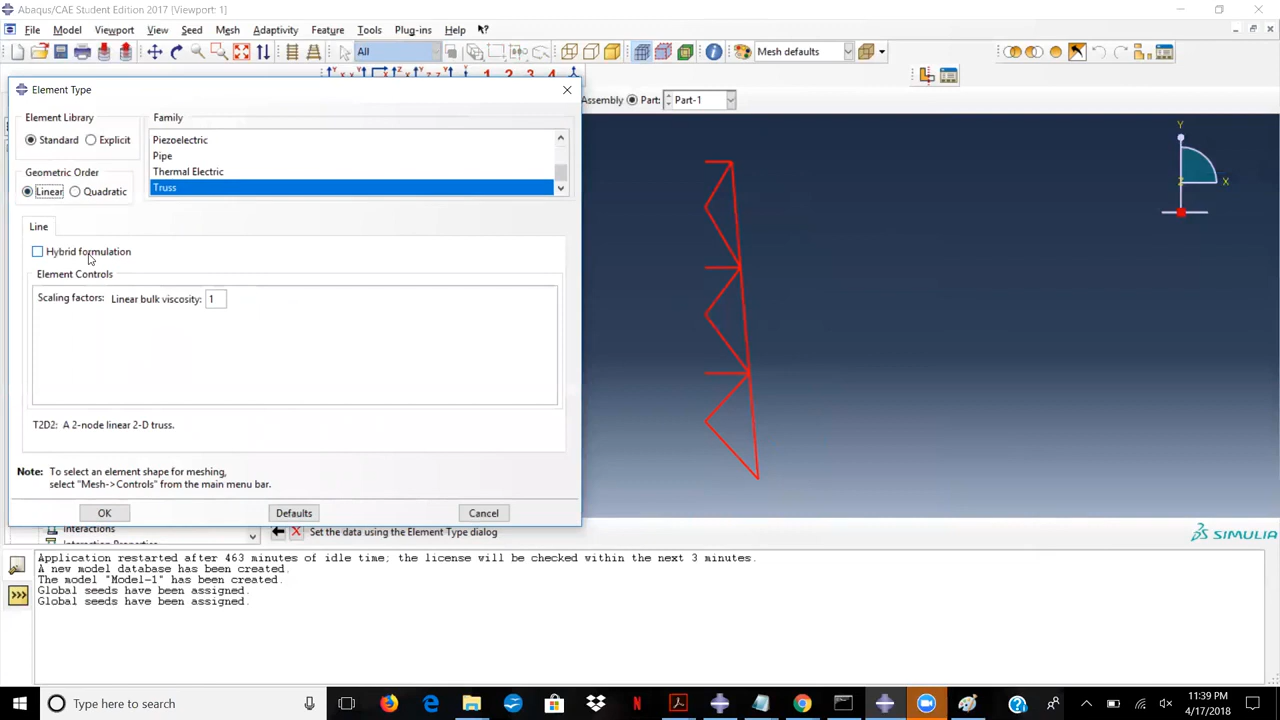 Abaqus/CAE Student Edition 2017 - [Viewport: 1]
File Model Viewport View Seed Mesh Adaptivity Feature Tools Plug-ins Help
All
Mesh defaults
1 2 3 4
Element Type
Assembly Part: Part-1
Element Library
Standard Explicit
Geometric Order
Linear Quadratic
Family
Piezoelectric
Pipe
Thermal Electric
Truss
Line
Hybrid formulation
Element Controls
Scaling factors: Linear bulk viscosity: 1
T2D2: A 2-node linear 2-D truss.
Note: To select an element shape for meshing,
select "Mesh->Controls" from the main menu bar.
OK Defaults Cancel
Y
Z X
Interactions
Set the data using the Element Type dialog
SIMULIA
Application restarted after 463 minutes of idle time; the license will be checked within the next 3 minutes.
A new model database has been created.
The model "Model-1" has been created.
Global seeds have been assigned.
Global seeds have been assigned.
>>>
Type here to search
11:39 PM
4/17/2018